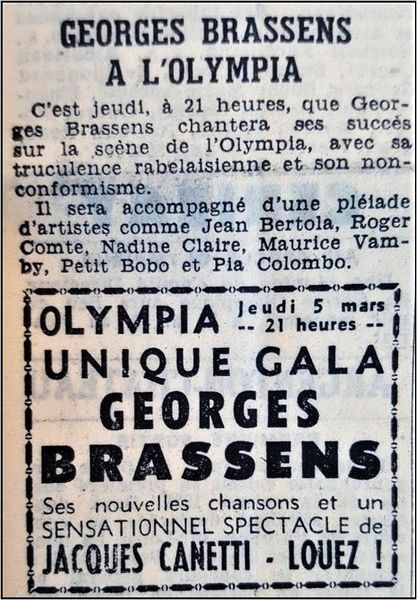 GEORGES BRASSENS
A L'OLYMPIA
C'est jeudi, à 21 heures, que Geor-
ges Brassens chantera ses succès
sur la scène de l'Olympia, avec sa
truculence rabelaisienne et son non-
conformisme.
Il sera accompagné d'une pléiade
d'artistes comme Jean Bertola, Roger
Comte, Nadine Claire, Maurice Vam-
by, Petit Bobo et Pia Colombo.
OLYMPIA Jeudi 5 mars
-- 21 heures --
UNIQUE GALA
GEORGES
BRASSENS
Ses nouvelles chansons et un
SENSATIONNEL SPECTACLE de
JACQUES CANETTI - LOUEZ !